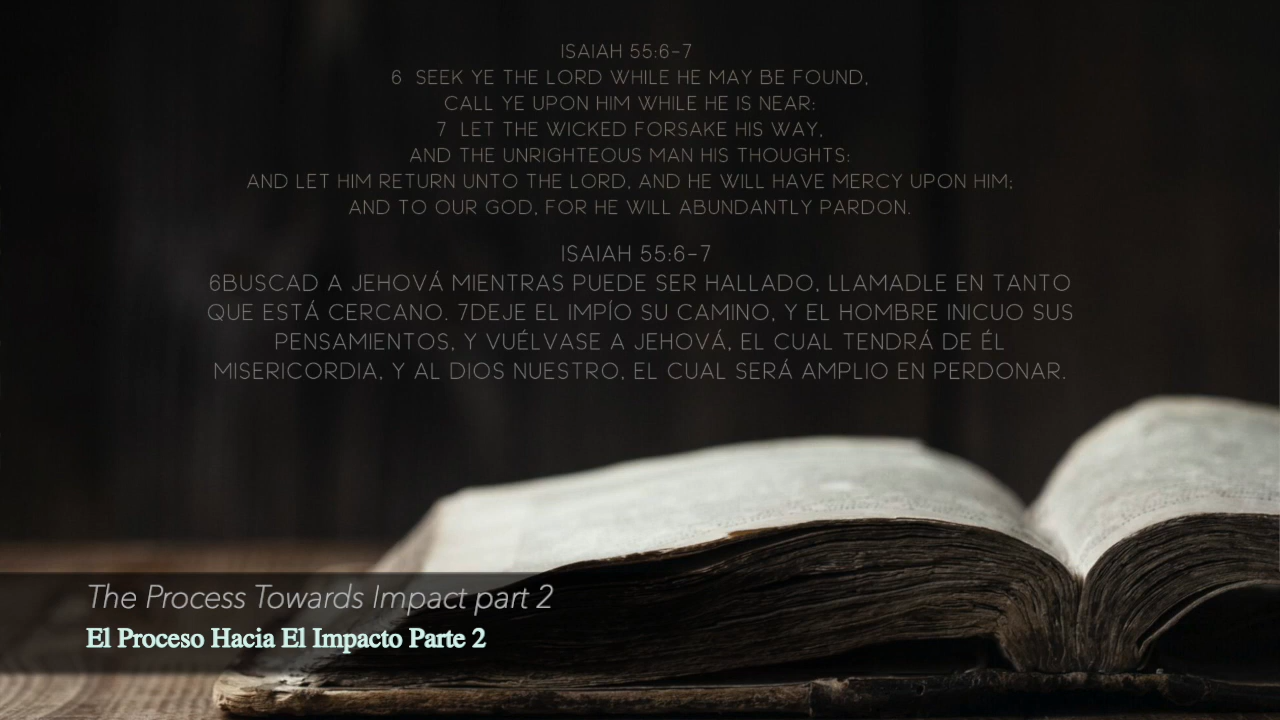 ISAIAH 55:6-7
6 SEEK YE THE LORD WHILE HE MAY BE FOUND,
CALL YE UPON HIM WHILE HE IS NEAR:
7 LET THE WICKED FORSAKE HIS WAY,
AND THE UNRIGHTEOUS MAN HIS THOUGHTS:
AND LET HIM RETURN UNTO THE LORD, AND HE WILL HAVE MERCY UPON HIM;
AND TO OUR GOD, FOR HE WILL ABUNDANTLY PARDON.
ISAIAH 55:6-7
6BUSCAD A JEHOVÁ MIENTRAS PUEDE SER HALLADO, LLAMADLE EN TANTO
QUE ESTÁ CERCANO. 7DEJE EL IMPÍO SU CAMINO, Y EL HOMBRE INICUO SUS
PENSAMIENTOS, Y VUÉLVASE A JEHOVÁ, EL CUAL TENDRÁ DE ÉL
MISERICORDIA, Y AL DIOS NUESTRO, EL CUAL SERÁ AMPLIO EN PERDONAR.
The Process Towards Impact part 2
El Proceso Hacia El Impacto Parte 2